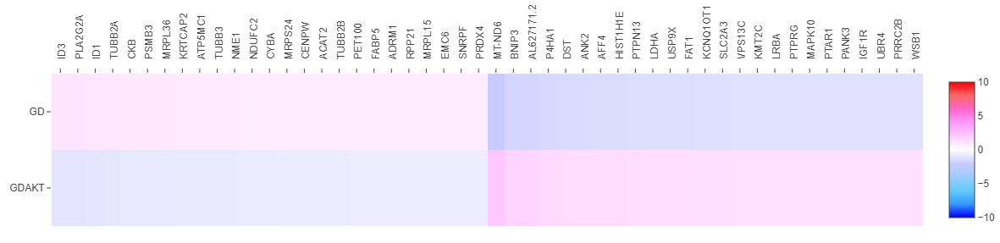 ID3
PLA2G2A
ID1
TUBB2A
CKB
PSMB3
MRPL36
KRTCAP2
ATP5MC1
TUBB3
NME1
NDUFC2
CYBA
MRPS24
CENPW
ACAT2
TUBB2B
PET100
FABP5
ADRM1
RPP21
MRPL15
EMC6
SNRPF
PRDX4
MT-ND6
BNIP3
AL627171.2
P4HA1
DST
ANK2
AFF4
HIST1H1E
PTPN13
LDHA
USP9X
FAT1
KCNQ1OT1
SLC2A3
VPS13C
KMT2C
LRBA
PTPRG
MAPK10
PTAR1
PANK3
IGF1R
UBR4
PRRC2B
WSB1
GD
GDAKT
10
5
0
−5
−10